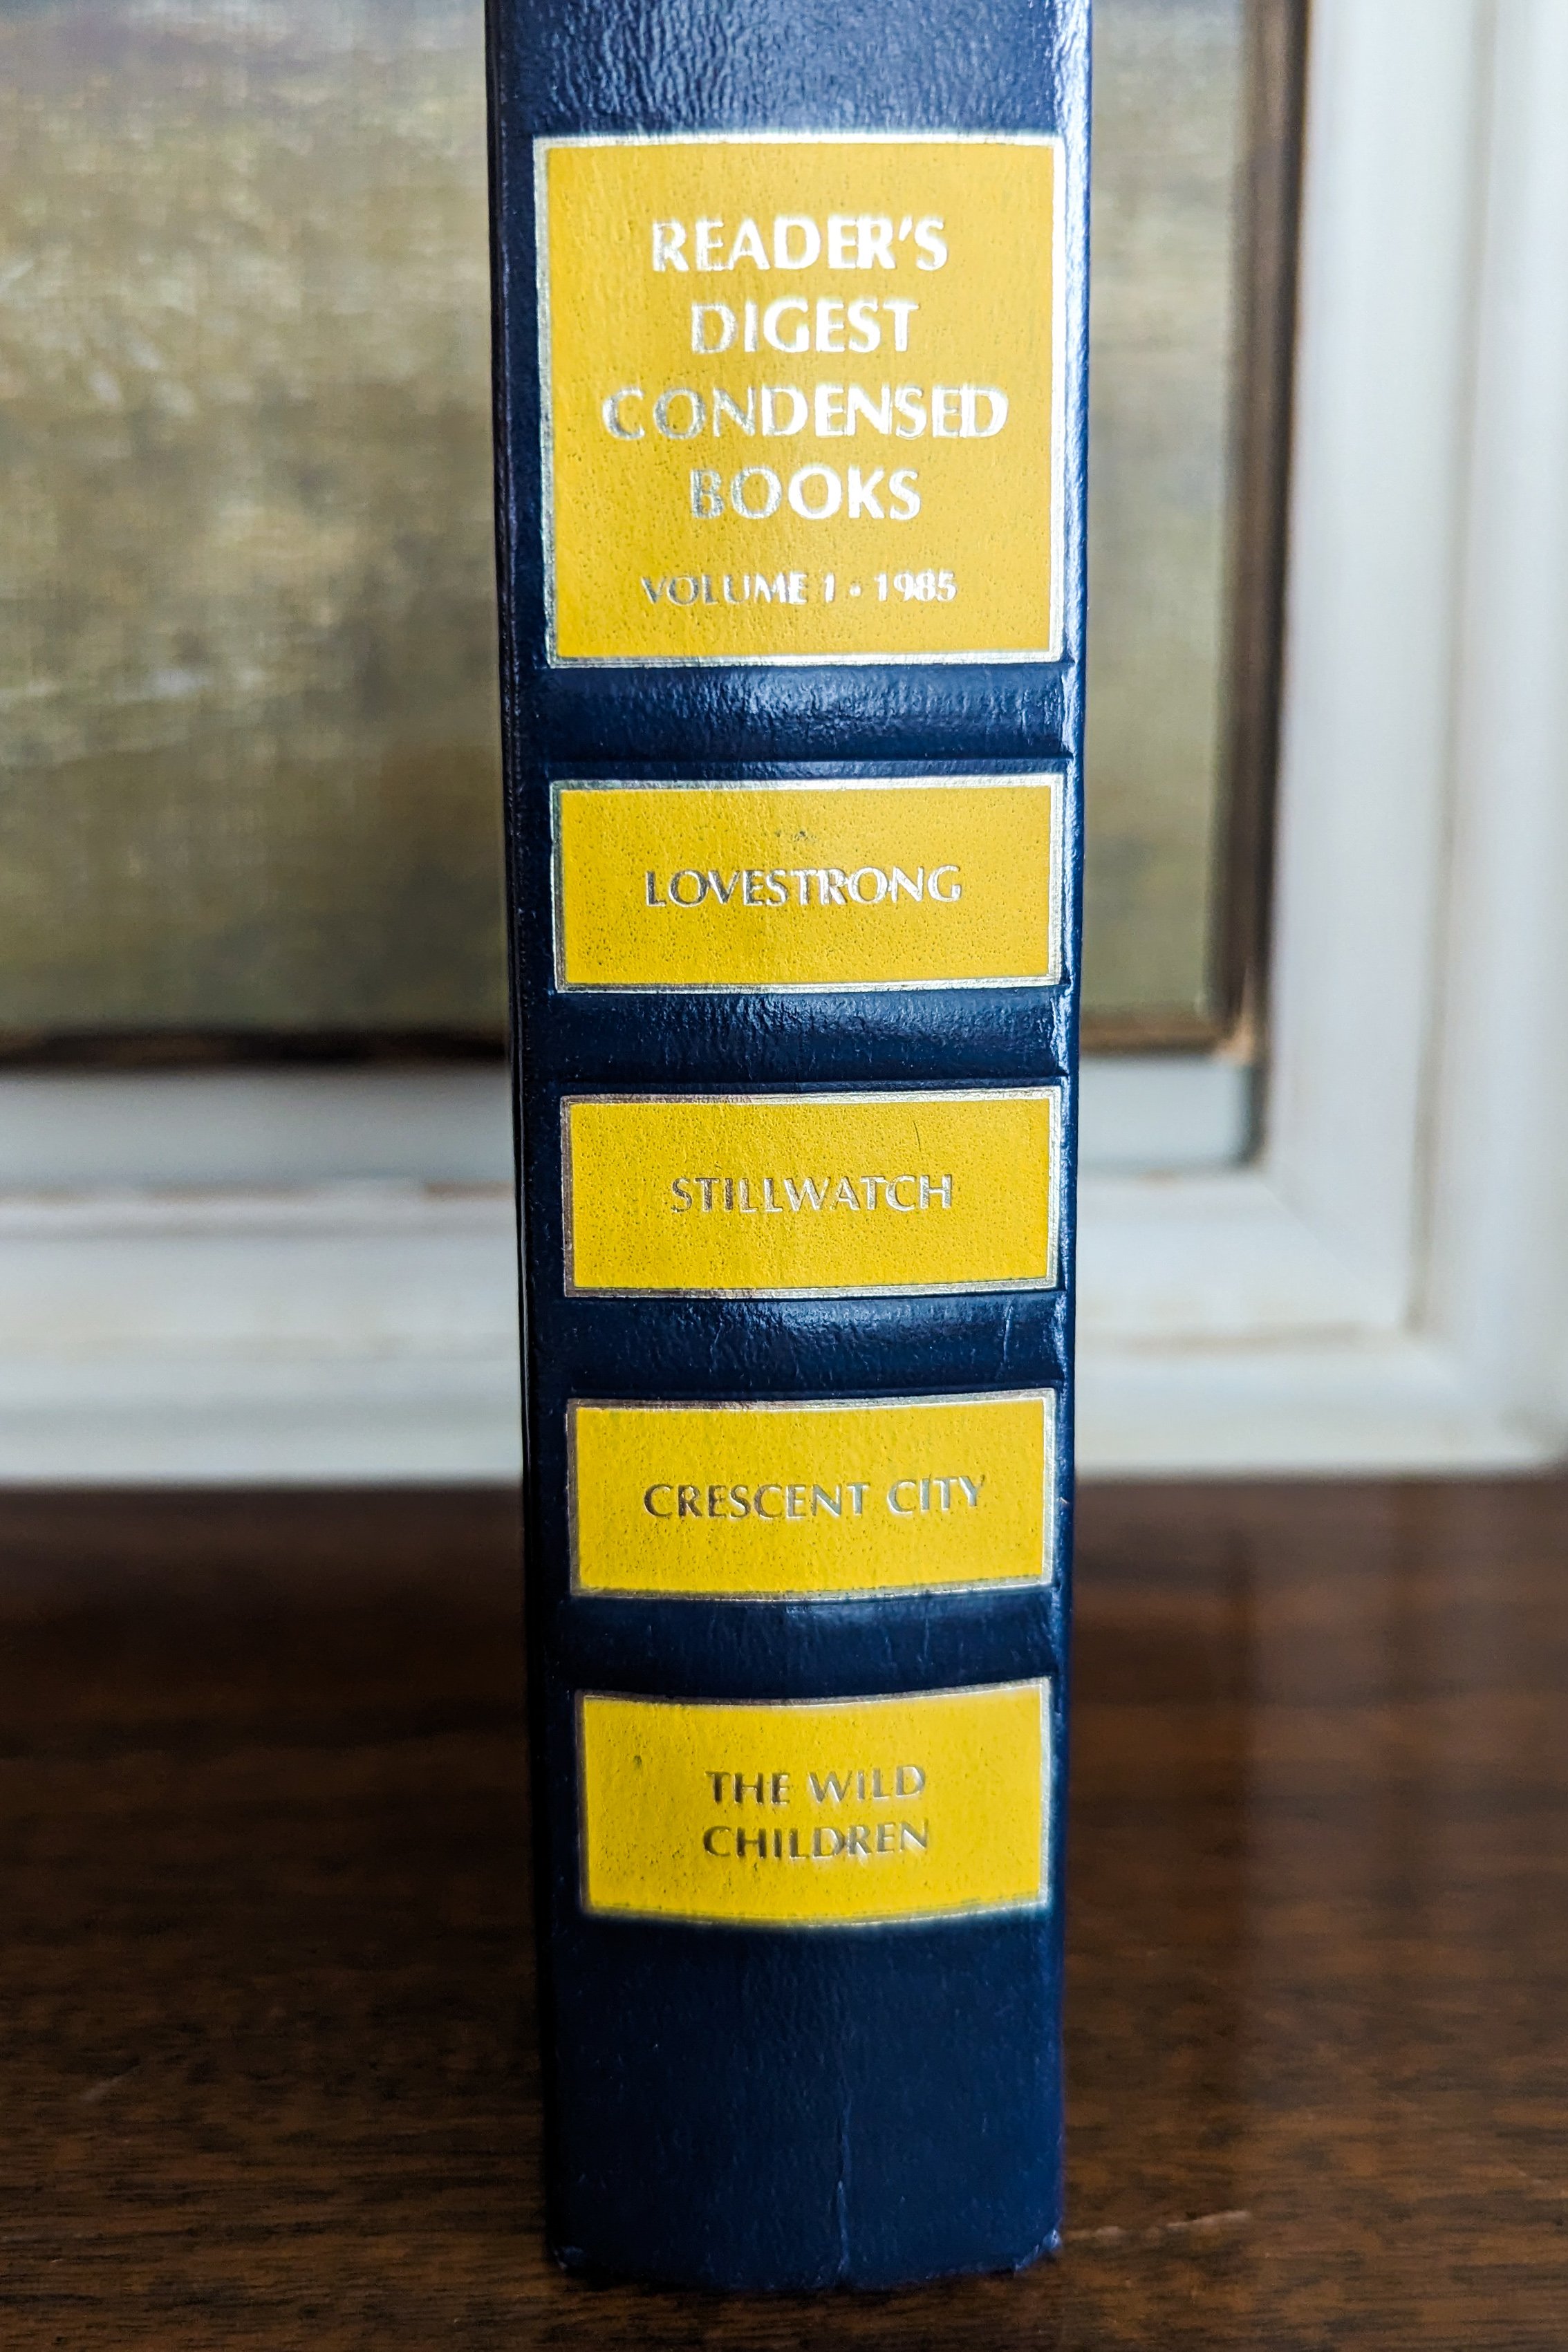 READER'S
DIGEST
CONDENSED
BOOKS
VOLUME 1 • 1985
LOVESTRONG
STILLWATCH
CRESCENT CITY
THE WILD
CHILDREN